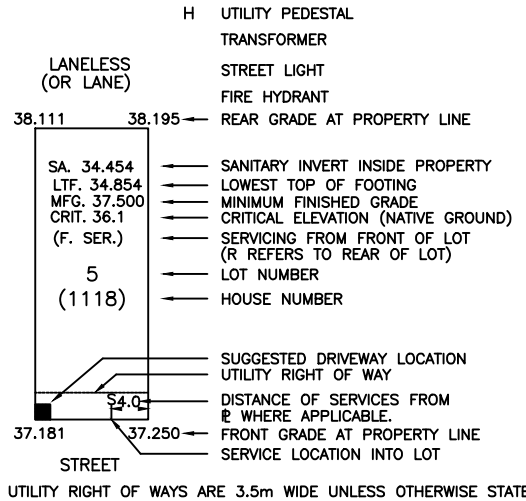 H UTILITY PEDESTAL
TRANSFORMER
LANELESS
(OR LANE)
STREET LIGHT
FIRE HYDRANT
38.111 38.195 REAR GRADE AT PROPERTY LINE
SA. 34.454 SANITARY INVERT INSIDE PROPERTY
LTF. 34.854 LOWEST TOP OF FOOTING
MFG. 37.500 MINIMUM FINISHED GRADE
CRIT. 36.1 CRITICAL ELEVATION (NATIVE GROUND)
(F. SER.) SERVICING FROM FRONT OF LOT
(R REFERS TO REAR OF LOT)
5 LOT NUMBER
(1118) HOUSE NUMBER
SUGGESTED DRIVEWAY LOCATION
UTILITY RIGHT OF WAY
S4.0 DISTANCE OF SERVICES FROM
℔ WHERE APPLICABLE.
37.181 37.250 FRONT GRADE AT PROPERTY LINE
SERVICE LOCATION INTO LOT
STREET
UTILITY RIGHT OF WAYS ARE 3.5m WIDE UNLESS OTHERWISE STATE